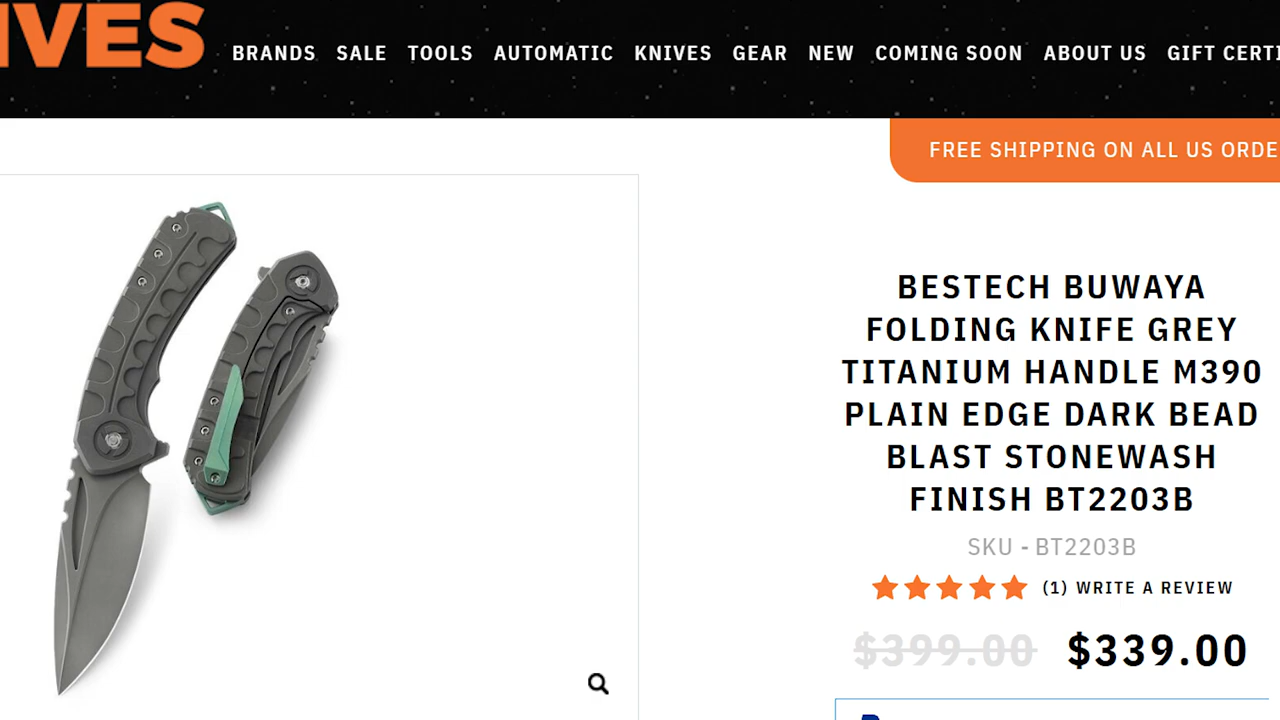 IVES
BRANDS SALE TOOLS AUTOMATIC KNIVES GEAR NEW COMING SOON ABOUT US GIFT CERTI
FREE SHIPPING ON ALL US ORDE
BESTECH BUWAYA
FOLDING KNIFE GREY
TITANIUM HANDLE M390
PLAIN EDGE DARK BEAD
BLAST STONEWASH
FINISH BT2203B
SKU - BT2203B
(1) WRITE A REVIEW
$399.00 $339.00